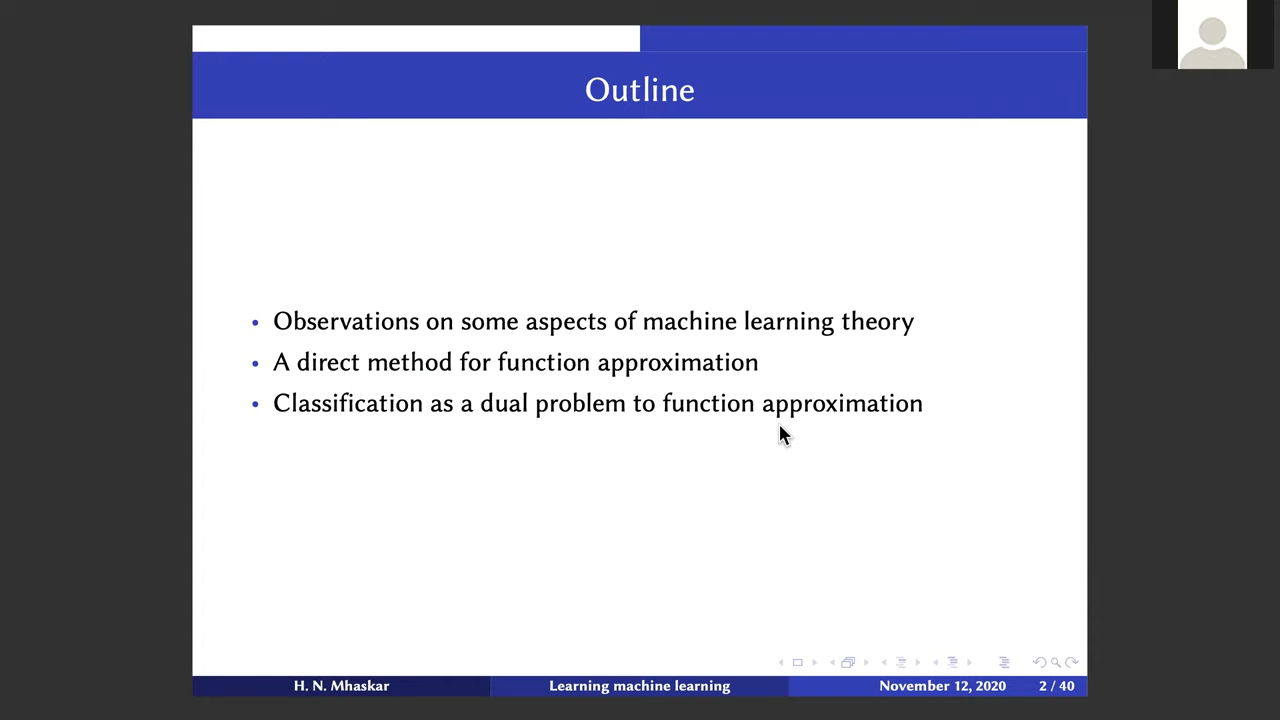 Outline
• Observations on some aspects of machine learning theory
• A direct method for function approximation
• Classification as a dual problem to function approximation
H. N. Mhaskar Learning machine learning November 12, 2020 2 / 40